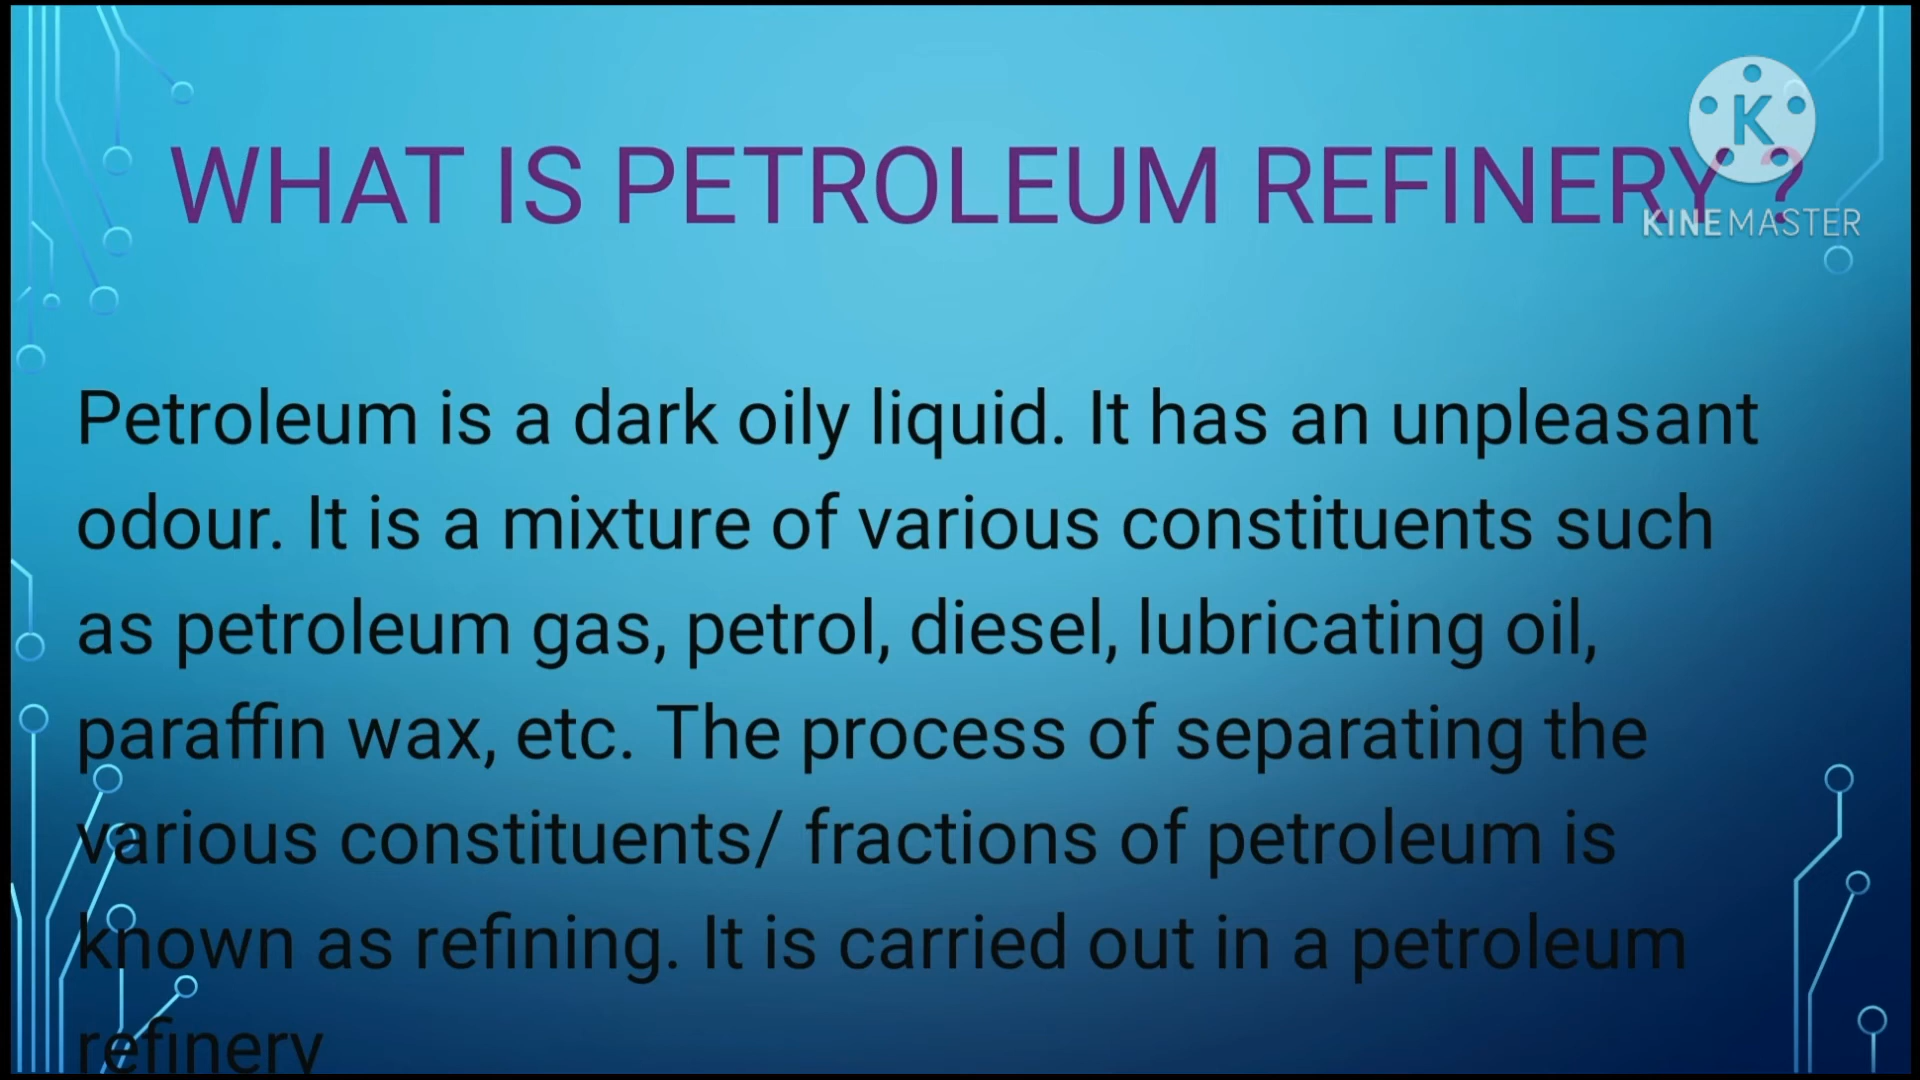 WHAT IS PETROLEUM REFINERY ?
KINEMASTER
Petroleum is a dark oily liquid. It has an unpleasant
odour. It is a mixture of various constituents such
as petroleum gas, petrol, diesel, lubricating oil,
paraffin wax, etc. The process of separating the
various constituents/ fractions of petroleum is
known as refining. It is carried out in a petroleum
refinery